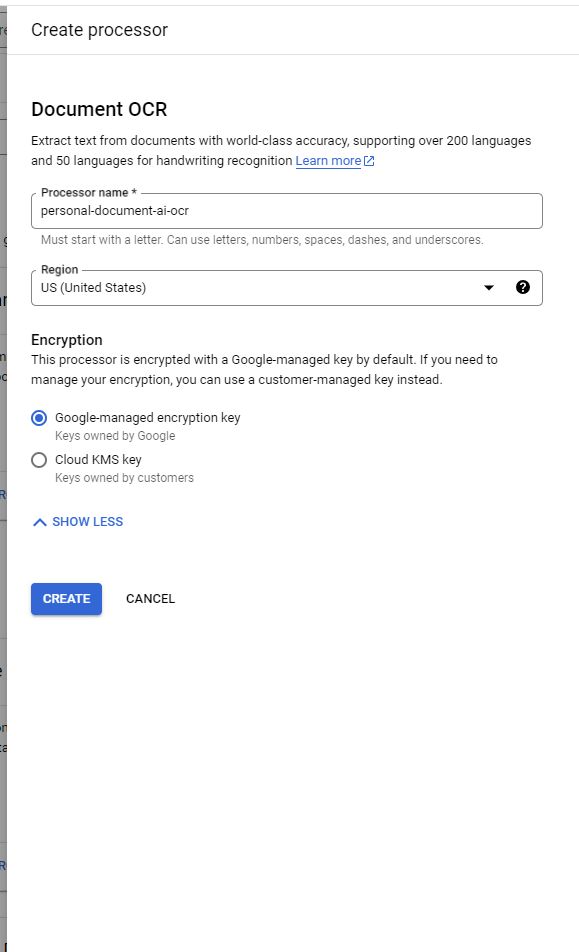 Create processor
Document OCR
Extract text from documents with world-class accuracy, supporting over 200 languages
and 50 languages for handwriting recognition Learn more
Processor name *
personal-document-ai-ocr
Must start with a letter. Can use letters, numbers, spaces, dashes, and underscores.
Region
US (United States)
Encryption
This processor is encrypted with a Google-managed key by default. If you need to
manage your encryption, you can use a customer-managed key instead.
Google-managed encryption key
Keys owned by Google
Cloud KMS key
Keys owned by customers
SHOW LESS
CREATE CANCEL